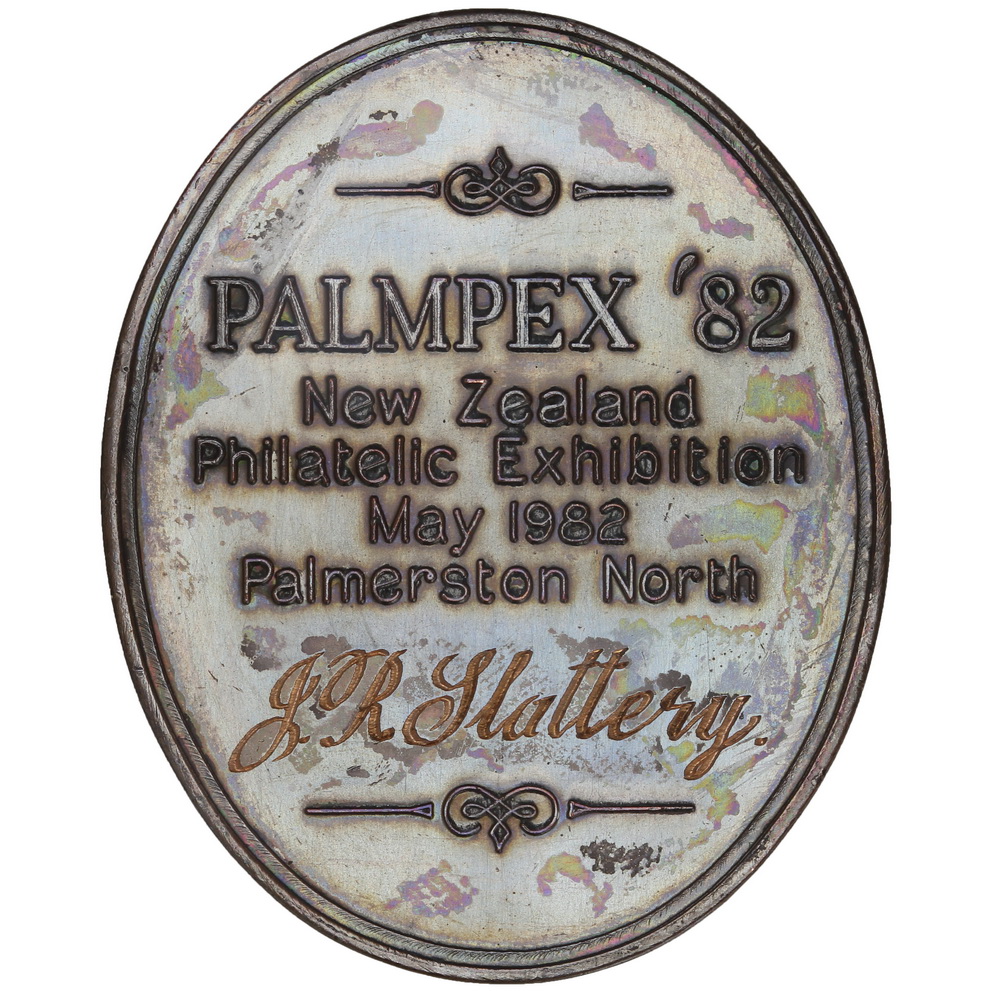 PALMPEX '82
New Zealand
Philatelic Exhibition
May 1982
Palmerston North
J.R Slattery.